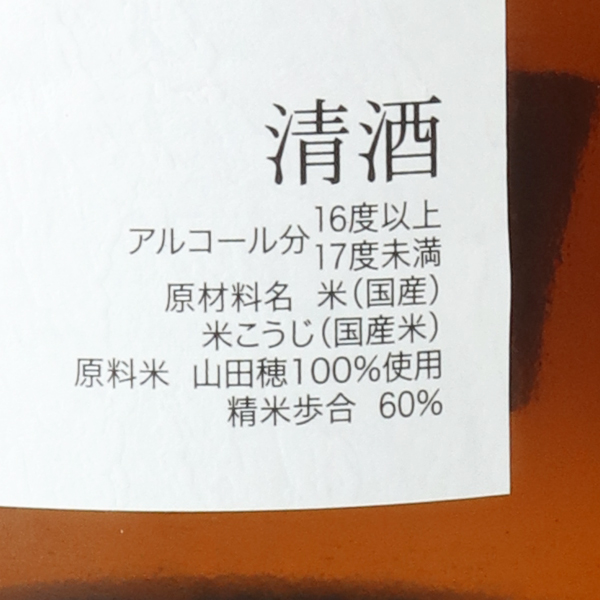 清酒
アルコール分 16度以上
17度未満
原材料名 米(国産)
米こうじ(国産米)
原料米 山田穂100%使用
精米歩合 60%